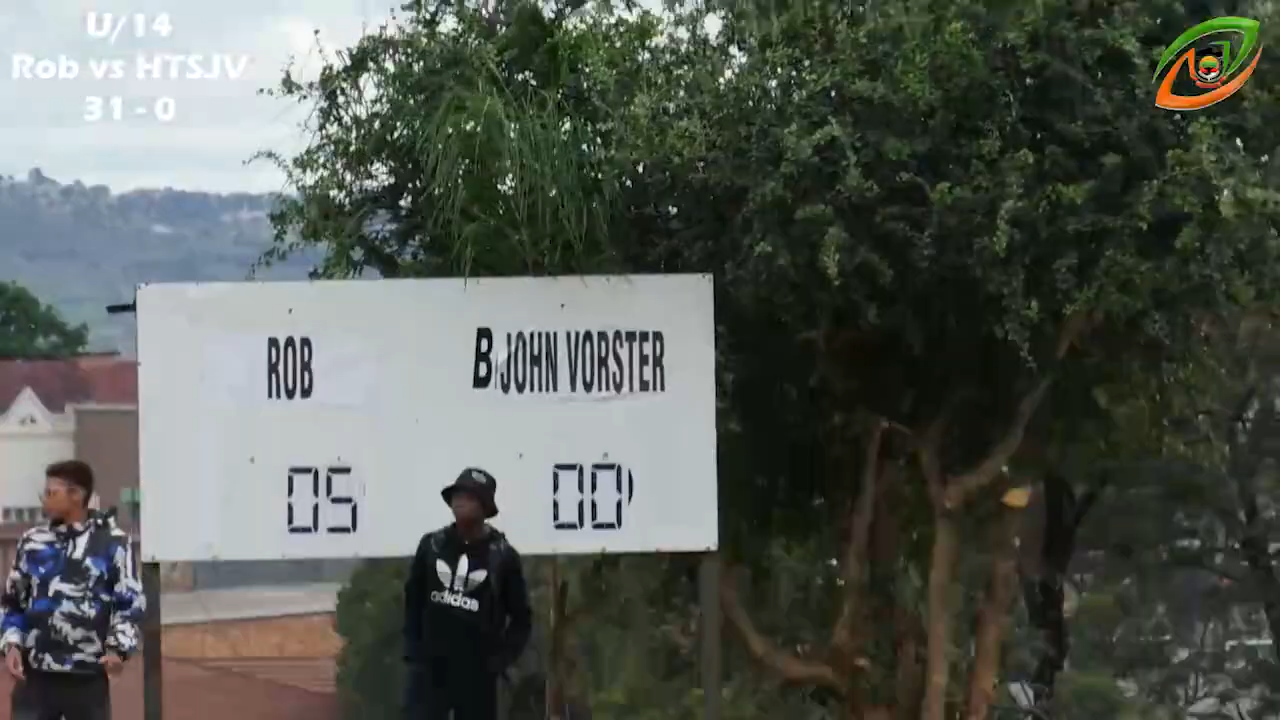 U/14
Rob vs HTSJV
31 - 0
ROB
B JOHN VORSTER
05
00
adidas